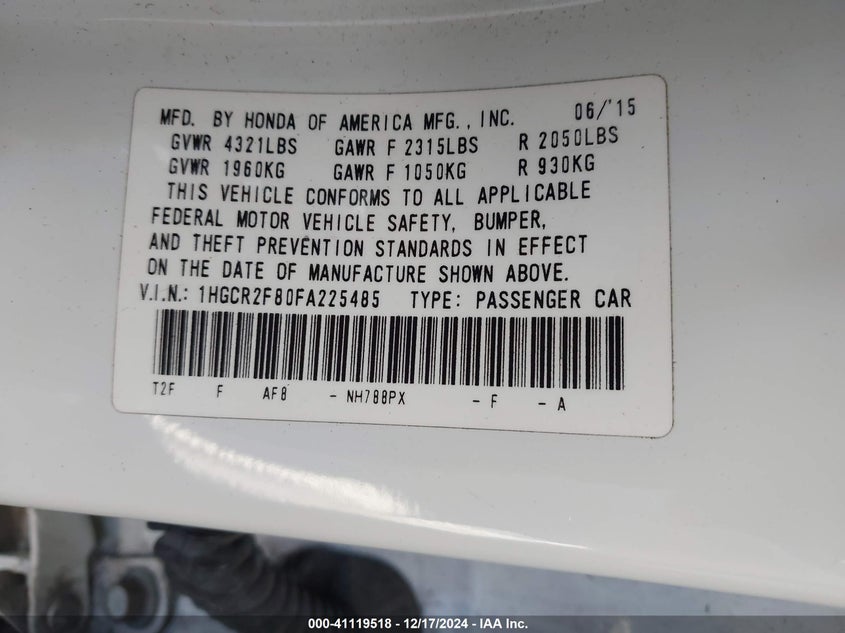 MFD. BY HONDA OF AMERICA MFG., INC. 06/'15
GVWR 4321LBS GAWR F 2315LBS R 2050LBS
GVWR 1960KG GAWR F 1050KG R 930KG
THIS VEHICLE CONFORMS TO ALL APPLICABLE
FEDERAL MOTOR VEHICLE SAFETY, BUMPER,
AND THEFT PREVENTION STANDARDS IN EFFECT
ON THE DATE OF MANUFACTURE SHOWN ABOVE.
V.I.N.: 1HGCR2F80FA225485 TYPE: PASSENGER CAR
T2F F AF8 - NH788PX - F - A
000-41119518 - 12/17/2024 - IAA Inc.